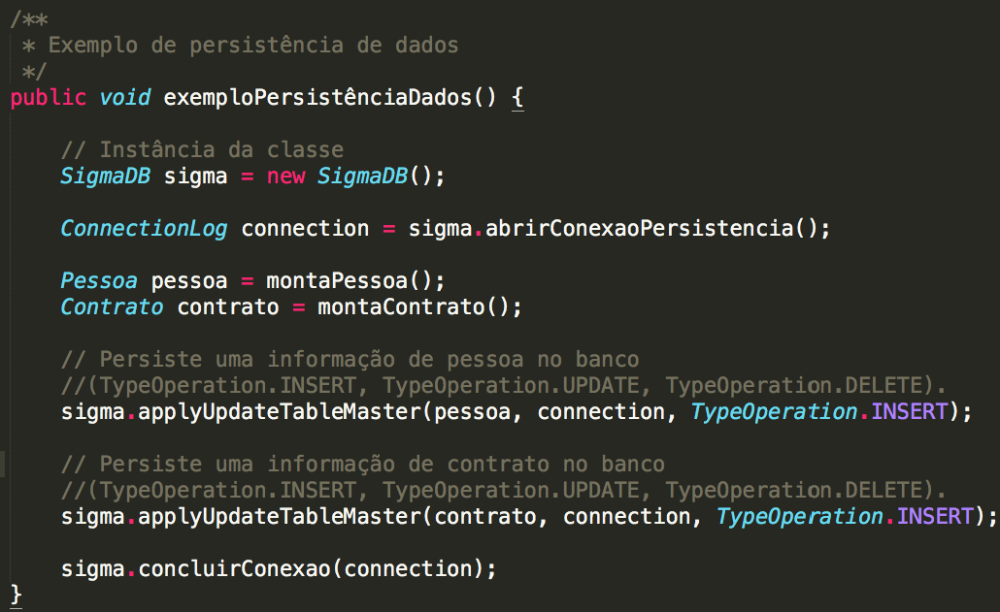 /**
 * Exemplo de persistência de dados
 */
public void exemploPersistênciaDados() {
    // Instância da classe
    SigmaDB sigma = new SigmaDB();
    ConnectionLog connection = sigma.abrirConexaoPersistencia();
    Pessoa pessoa = montaPessoa();
    Contrato contrato = montaContrato();
    // Persiste uma informação de pessoa no banco
    //(TypeOperation.INSERT, TypeOperation.UPDATE, TypeOperation.DELETE).
    sigma.applyUpdateTableMaster(pessoa, connection, TypeOperation.INSERT);
    // Persiste uma informação de contrato no banco
    //(TypeOperation.INSERT, TypeOperation.UPDATE, TypeOperation.DELETE).
    sigma.applyUpdateTableMaster(contrato, connection, TypeOperation.INSERT);
    sigma.concluirConexao(connection);
}